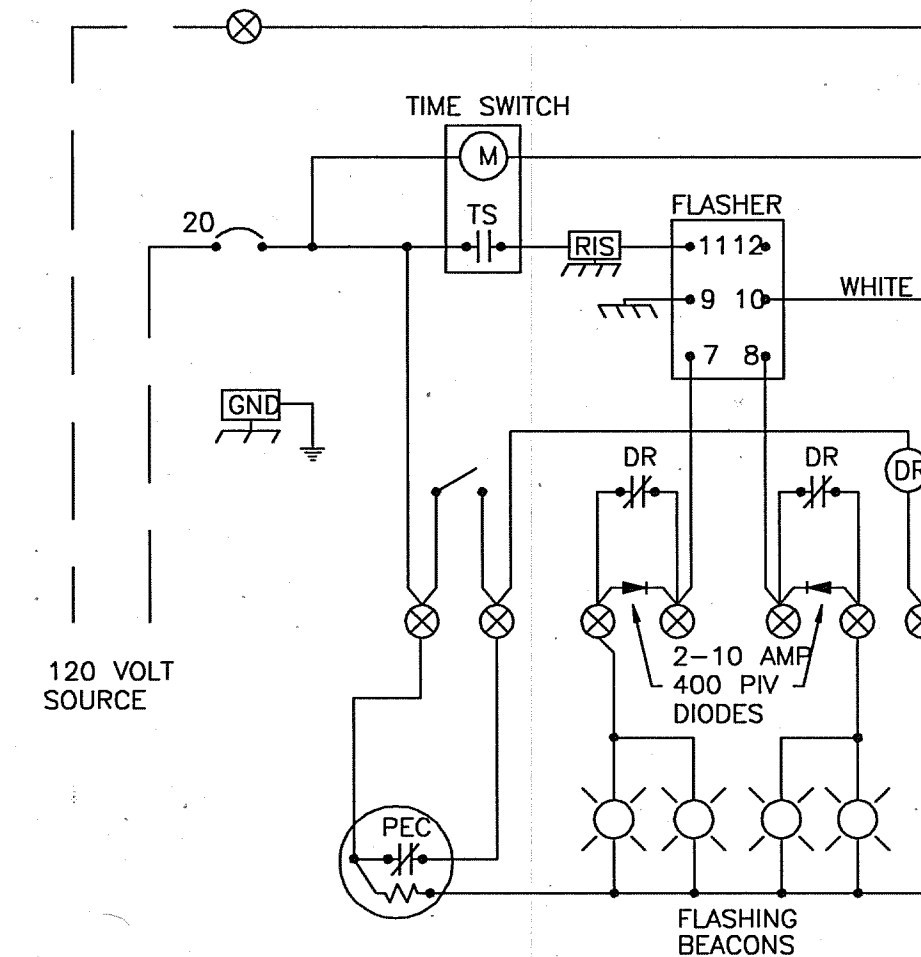 TIME SWITCH
M
FLASHER
20
TS
RIS
11 12
9 10
WHITE
7 8
GND
DR
DR
DR
120 VOLT
SOURCE
2-10 AMP
400 PIV
DIODES
PEC
FLASHING
BEACONS